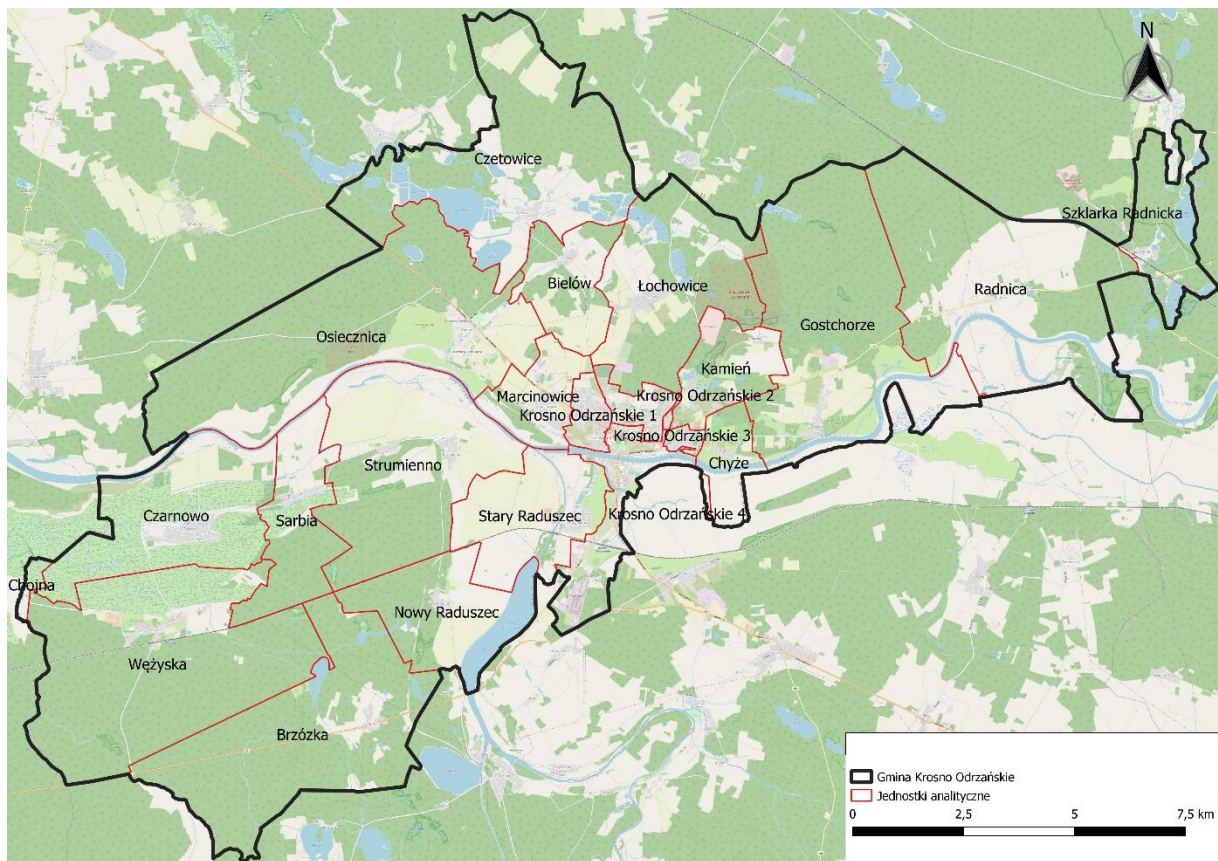 N
Czetowice
Szklarka Radnicka
Bielów
Łochowice
Radnica
Gostchorze
Osiecznica
Kamień
Marcinowice
Krosno Odrzańskie 2
Krosno Odrzańskie 1
Krosno Odrzańskie 3
Strumienno
Chyże
Czarnowo
Sarbia
Stary Raduszec
Krosno Odrzańskie 4
Chojna
Nowy Raduszec
Wężyska
Brzózka
Gmina Krosno Odrzańskie
Jednostki analityczne
0 2,5 5 7,5 km